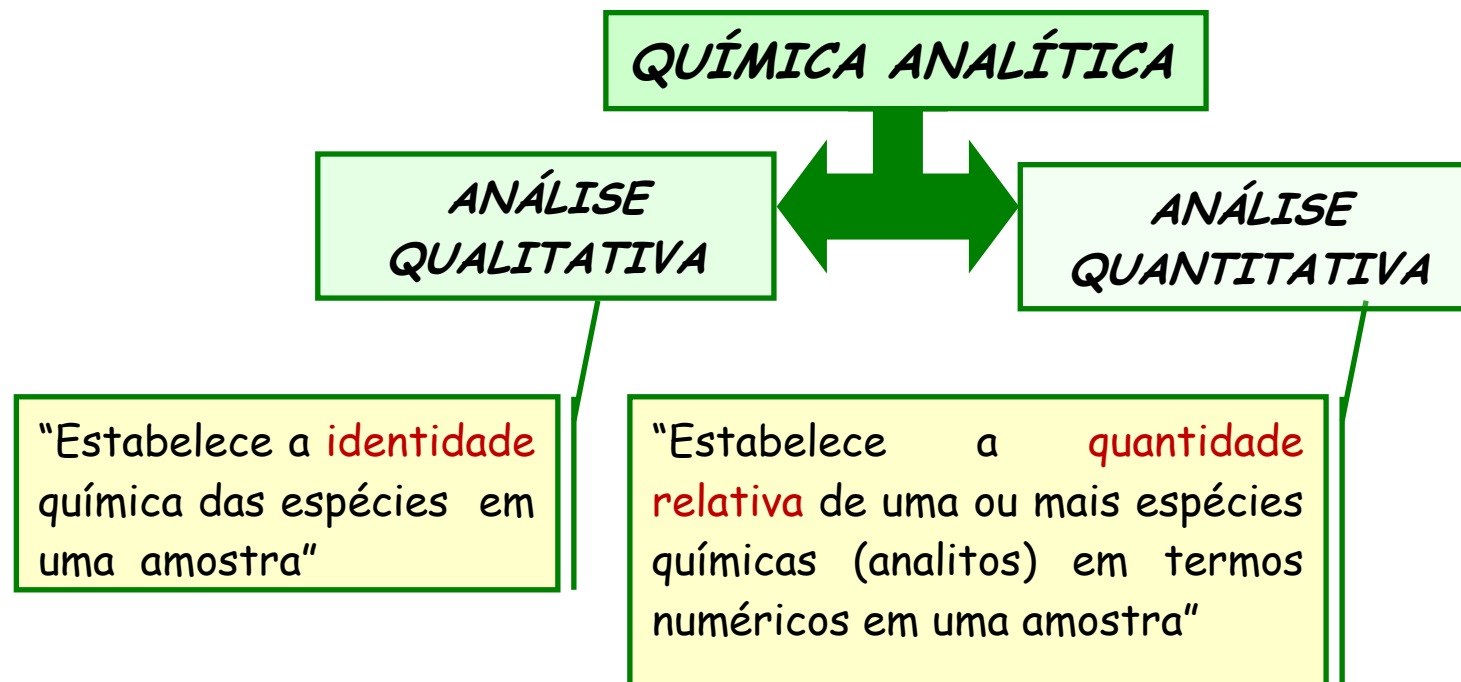 QUÍMICA ANALÍTICA
ANÁLISE
QUALITATIVA
ANÁLISE
QUANTITATIVA
“Estabelece a identidade
química das espécies em
uma amostra”
“Estabelece a quantidade
relativa de uma ou mais espécies
químicas (analitos) em termos
numéricos em uma amostra”